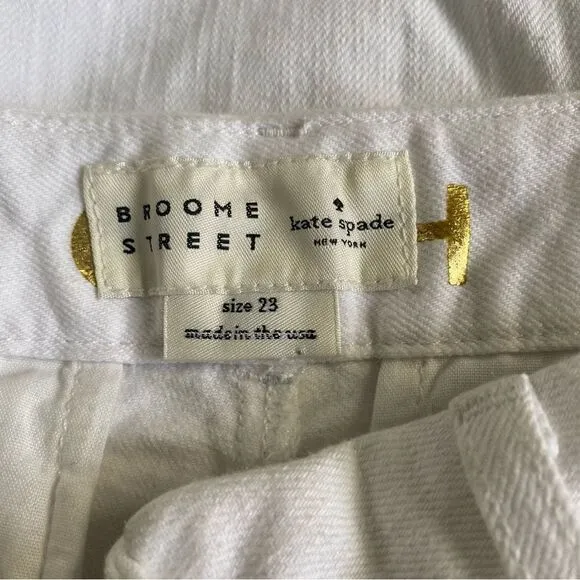 BROOME
STREET
kate spade
NEW YORK
size 23
made in the usa